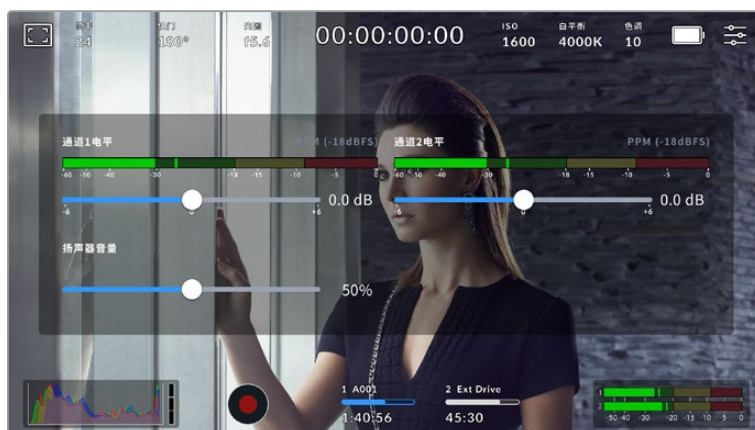 帧率 快门 光圈 00:00:00:00 ISO 白平衡 色调
24 180° f5.6 1600 4000K 10
通道1电平 PPM (-18dBFS) 通道2电平 PPM (-18dBFS)
-60 -50 -40 -30 -18 -15 -10 -5 0 -60 -50 -40 -30 -18 -15 -10 -5 0
0.0 dB 0.0 dB
-6 0 +6 -6 0 +6
扬声器音量
50%
1 A001 2 Ext Drive 1
2
1:40:56 45:30 -50 -40 -30 -20 -15 -10 -5 0